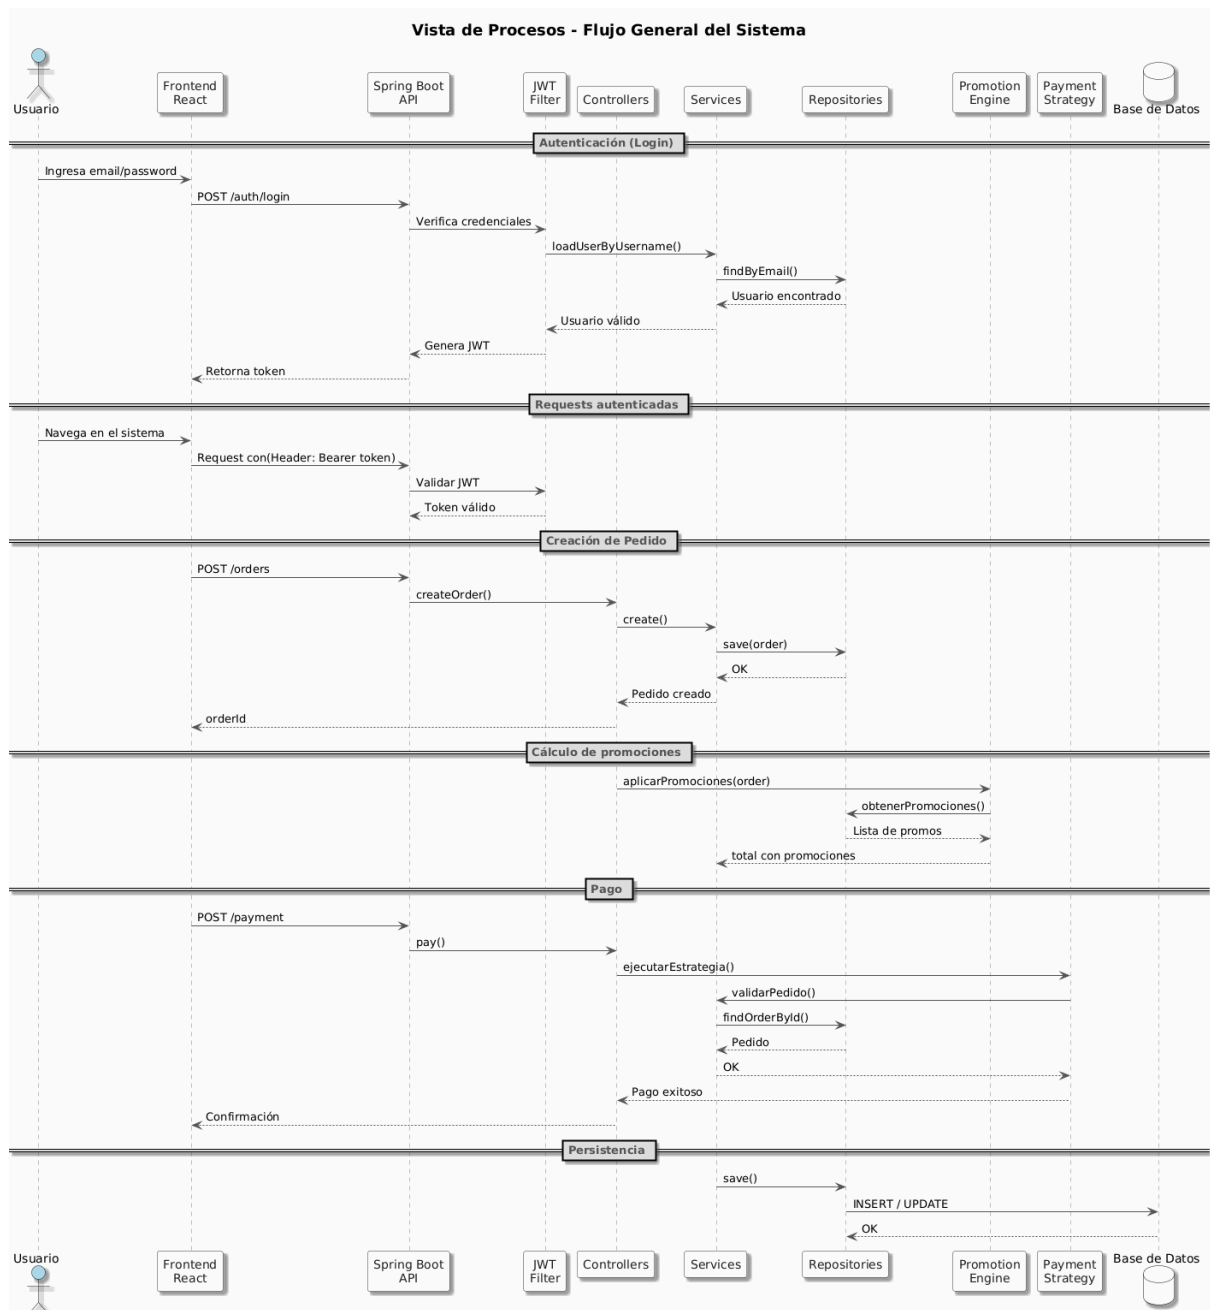 Vista de Procesos - Flujo General del Sistema
Usuario
Frontend
React
Spring Boot
API
JWT
Filter
Controllers
Services
Repositories
Promotion
Engine
Payment
Strategy
Base de Datos
Autenticación (Login)
Ingresa email/password
POST /auth/login
Verifica credenciales
loadUserByUsername()
findByEmail()
Usuario encontrado
Usuario válido
Genera JWT
Retorna token
Requests autenticadas
Navega en el sistema
Request con(Header: Bearer token)
Validar JWT
Token válido
Creación de Pedido
POST /orders
createOrder()
create()
save(order)
OK
Pedido creado
orderId
Cálculo de promociones
aplicarPromociones(order)
obtenerPromociones()
Lista de promos
total con promociones
Pago
POST /payment
pay()
ejecutarEstrategia()
validarPedido()
findOrderById()
Pedido
OK
Pago exitoso
Confirmación
Persistencia
save()
INSERT / UPDATE
OK
Usuario
Frontend
React
Spring Boot
API
JWT
Filter
Controllers
Services
Repositories
Promotion
Engine
Payment
Strategy
Base de Datos